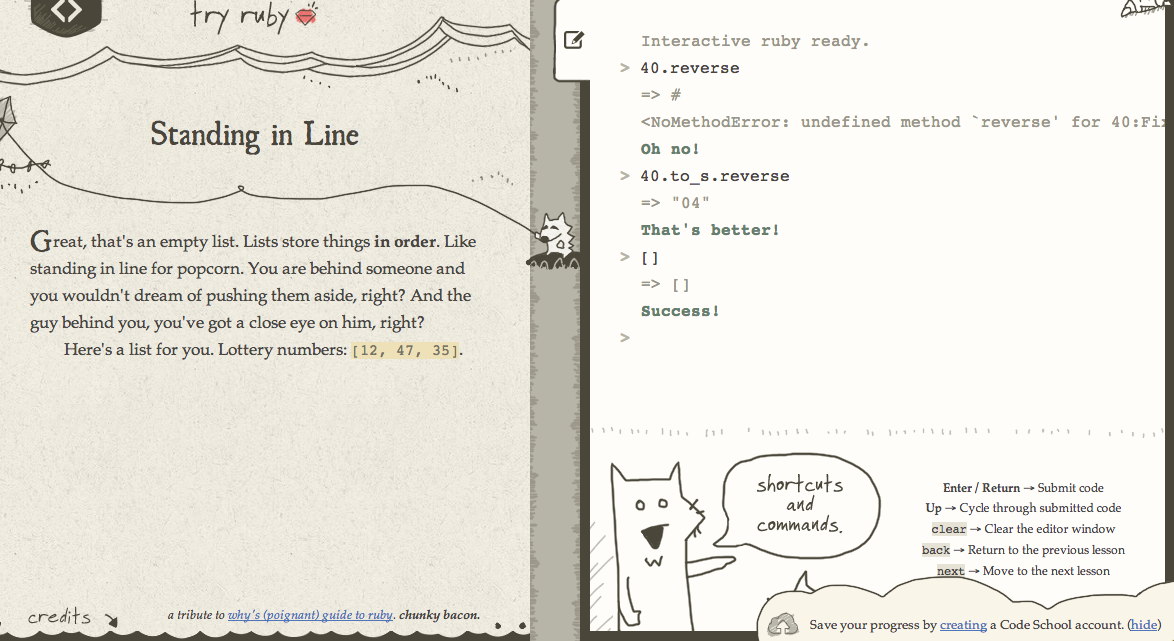 try ruby
Standing in Line
Great, that's an empty list. Lists store things in order. Like
standing in line for popcorn. You are behind someone and
you wouldn't dream of pushing them aside, right? And the
guy behind you, you've got a close eye on him, right?
Here's a list for you. Lottery numbers: [12, 47, 35].
credits
a tribute to why's (poignant) guide to ruby. chunky bacon.
Interactive ruby ready.
> 40.reverse
=> #
<NoMethodError: undefined method `reverse' for 40:Fi
Oh no!
> 40.to_s.reverse
=> "04"
That's better!
> []
=> []
Success!
>
shortcuts
and
commands.
Enter / Return → Submit code
Up → Cycle through submitted code
clear → Clear the editor window
back → Return to the previous lesson
next → Move to the next lesson
Save your progress by creating a Code School account. (hide)